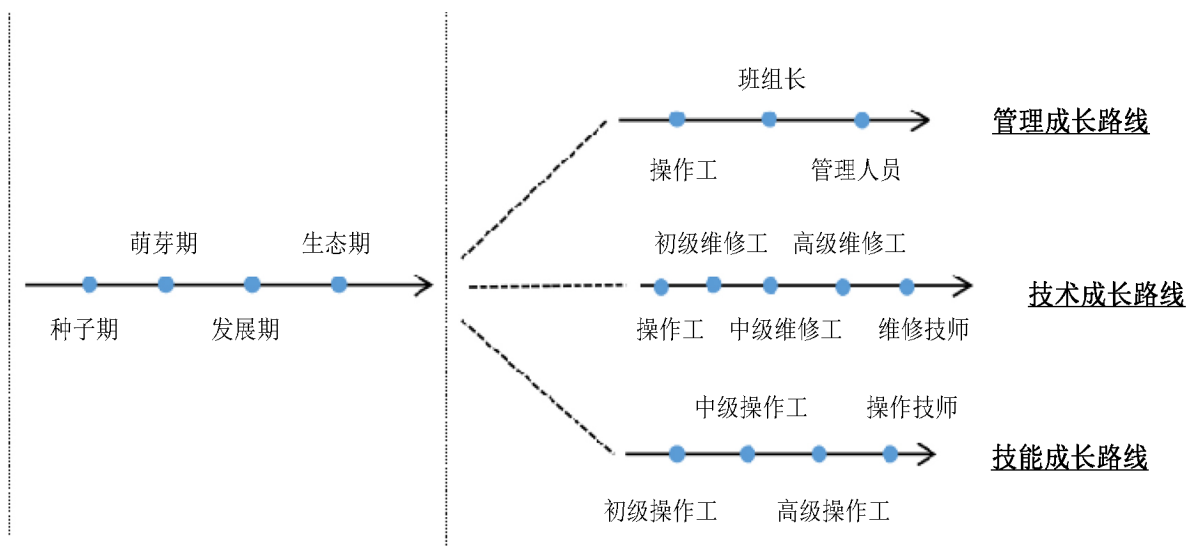 班组长
管理成长路线
操作工
管理人员
萌芽期
生态期
种子期
发展期
初级维修工
高级维修工
技术成长路线
操作工
中级维修工
维修技师
中级操作工
操作技师
技能成长路线
初级操作工
高级操作工